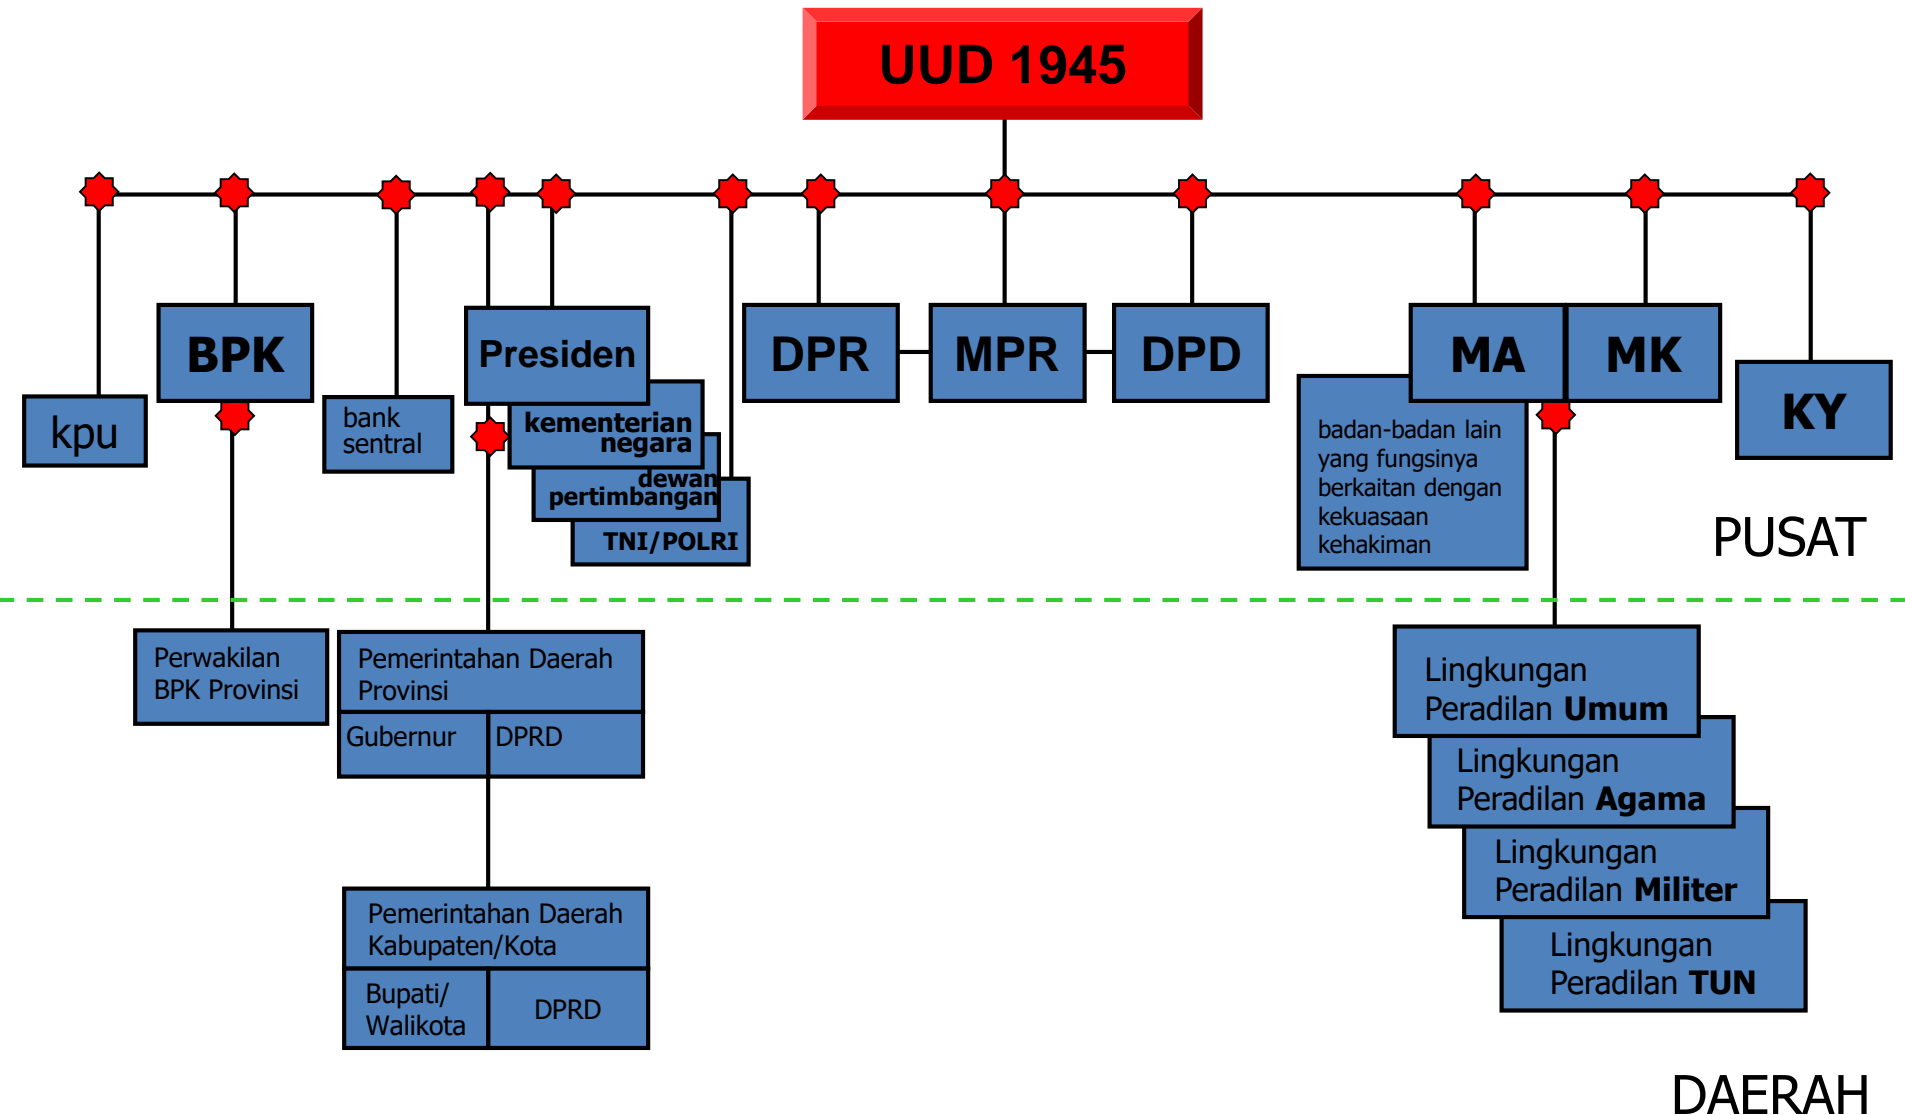 UUD 1945
BPK
Presiden
DPR
MPR
DPD
MA
MK
KY
kpu
bank
sentral
kementerian
negara
dewan
pertimbangan
TNI/POLRI
badan-badan lain
yang fungsinya
berkaitan dengan
kekuasaan
kehakiman
PUSAT
Perwakilan
BPK Provinsi
Pemerintahan Daerah
Provinsi
Gubernur
DPRD
Pemerintahan Daerah
Kabupaten/Kota
Bupati/
Walikota
DPRD
Lingkungan
Peradilan Umum
Lingkungan
Peradilan Agama
Lingkungan
Peradilan Militer
Lingkungan
Peradilan TUN
DAERAH